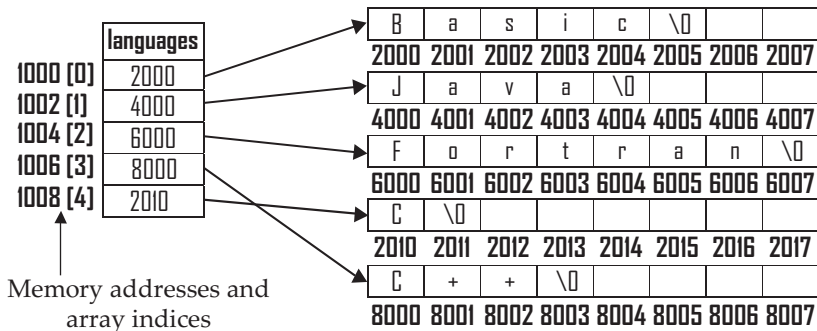 languages
1000 [0] 2000
1002 [1] 4000
1004 [2] 6000
1006 [3] 8000
1008 [4] 2010
Memory addresses and
array indices
B a s i c \0
2000 2001 2002 2003 2004 2005 2006 2007
J a v a \0
4000 4001 4002 4003 4004 4005 4006 4007
F o r t r a n \0
6000 6001 6002 6003 6004 6005 6006 6007
C \0
2010 2011 2012 2013 2014 2015 2016 2017
C + + \0
8000 8001 8002 8003 8004 8005 8006 8007